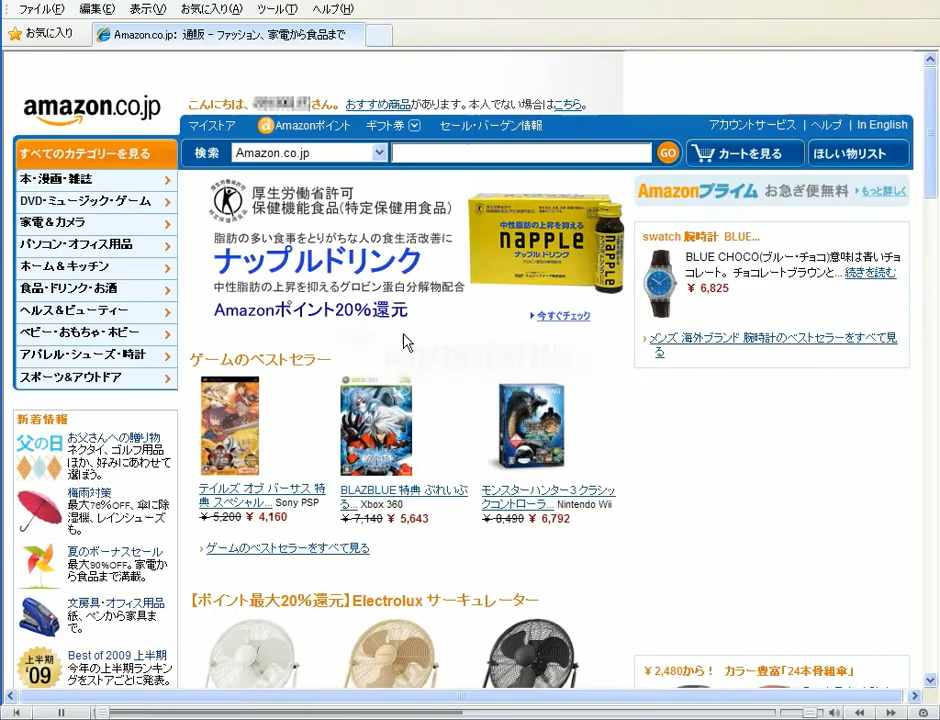 ファイル(F) 編集(E) 表示(V) お気に入り(A) ツール(T) ヘルプ(H)
お気に入り Amazon.co.jp: 通販 - ファッション、家電から食品まで
amazon.co.jp
こんにちは、 さん。 おすすめ商品があります。本人でない場合はこちら。
マイストア Amazonポイント ギフト券 セール・バーゲン情報 アカウントサービス | ヘルプ | In English
すべてのカテゴリーを見る
検索 Amazon.co.jp GO カートを見る ほしい物リスト
本・漫画・雑誌
DVD・ミュージック・ゲーム
家電&カメラ
パソコン・オフィス用品
ホーム&キッチン
食品・ドリンク・お酒
ヘルス&ビューティー
ベビー・おもちゃ・ホビー
アパレル・シューズ・時計
スポーツ&アウトドア
厚生労働省許可
保健機能食品(特定保健用食品)
脂肪の多い食事をとりがちな人の食生活改善に
ナップルドリンク
中性脂肪の上昇を抑えるグロビン蛋白分解物配合
Amazonポイント20%還元
中性脂肪の上昇を抑える
napple
ナップルドリンク
今すぐチェック
Amazonプライム お急ぎ便無料 もっと詳しく
swatch 腕時計 BLUE...
BLUE CHOCO(ブルー・チョコ)意味は青いチョ
コレート。 チョコレートブラウンと... 続きを読む
¥ 6,825
メンズ 海外ブランド 腕時計のベストセラーをすべて見
る
ゲームのベストセラー
テイルズ オブ バーサス 特
典 スペシャル... Sony PSP
¥ 5,200 ¥ 4,160
BLAZBLUE 特典 ぶれいぶ
る... Xbox 360
¥ 7,140 ¥ 5,643
モンスターハンター3 クラシッ
クコントローラ... Nintendo Wii
¥ 8,490 ¥ 6,792
ゲームのベストセラーをすべて見る
新着情報
父の日
お父さんへの贈り物
ネクタイ、ゴルフ用品
ほか、好みにあわせて
選ぼう。
梅雨対策
最大76%OFF、傘に除
湿機、レインシューズ
も。
夏のボーナスセール
最大90%OFF。家電か
ら食品まで満載。
文房具・オフィス用品
紙、ペンから家具ま
で。
上半期
'09
Best of 2009 上半期
今年の上半期ランキン
グをストアごとに発表。
【ポイント最大20%還元】Electrolux サーキュレーター
¥ 2,480から! カラー豊富「24本骨組傘」